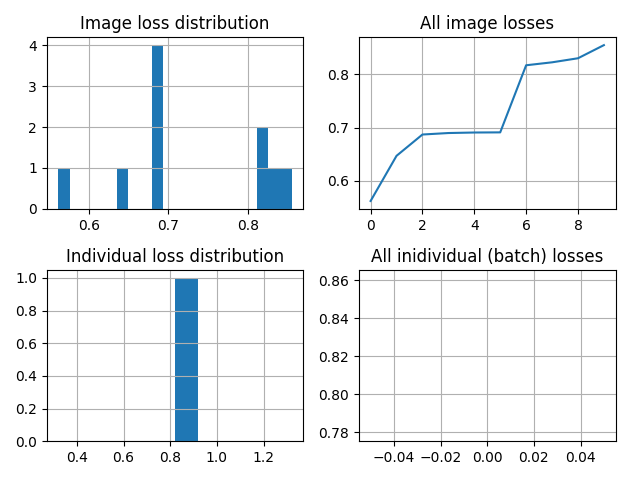 Image loss distribution
4
3
2
1
0
0.6 0.7 0.8
All image losses
0.8
0.7
0.6
0 2 4 6 8
Individual loss distribution
1.0
0.8
0.6
0.4
0.2
0.0
0.4 0.6 0.8 1.0 1.2
All inidividual (batch) losses
0.86
0.84
0.82
0.80
0.78
−0.04 −0.02 0.00 0.02 0.04